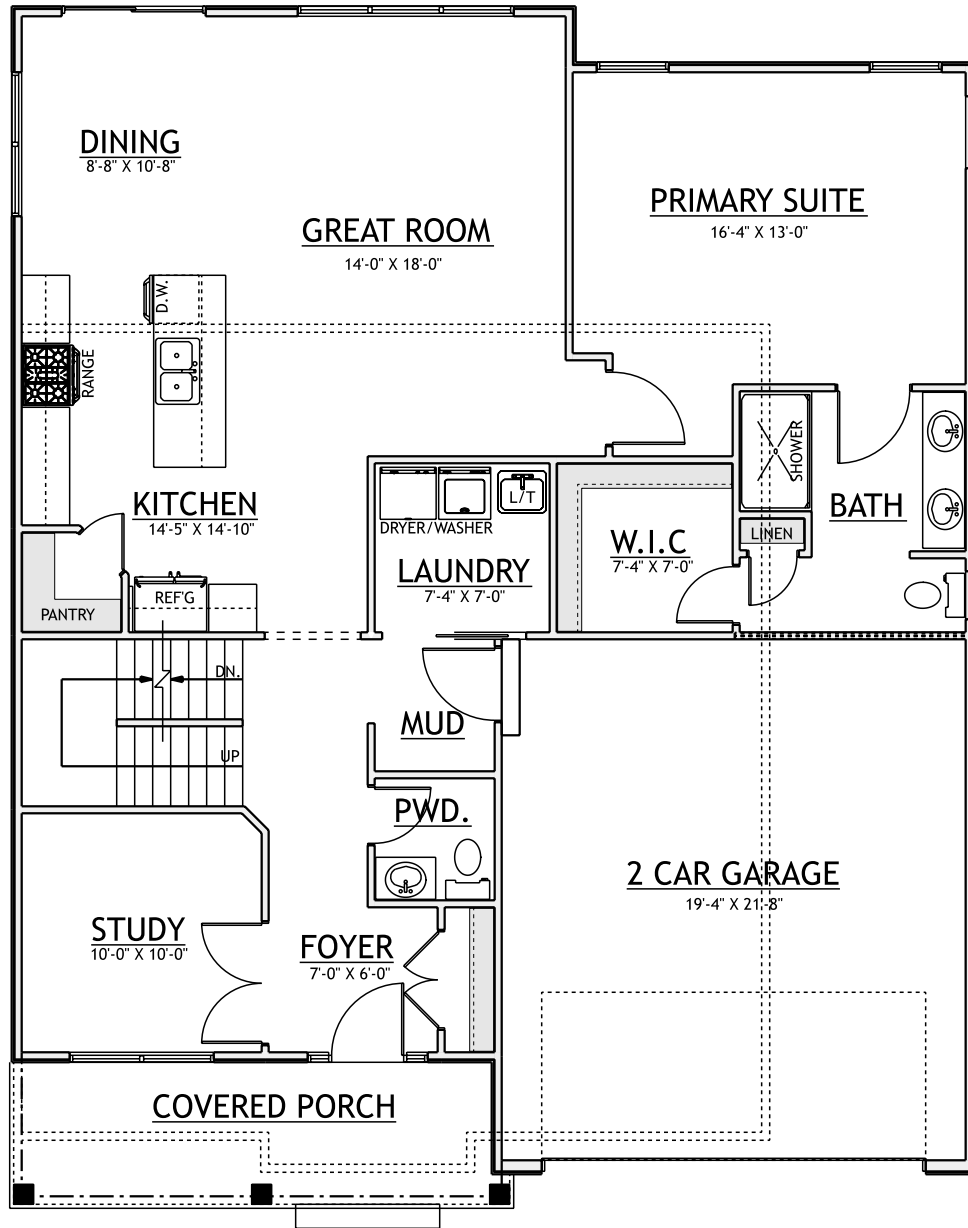 DINING
8'-8" X 10'-8"
PRIMARY SUITE
16'-4" X 13'-0"
GREAT ROOM
14'-0" X 18'-0"
D.W.
RANGE
SHOWER
KITCHEN
14'-5" X 14'-10"
L/T
DRYER/WASHER
BATH
LINEN
W.I.C
7'-4" X 7'-0"
LAUNDRY
7'-4" X 7'-0"
REF'G
PANTRY
DN.
MUD
UP
PWD.
2 CAR GARAGE
19'-4" X 21'-8"
STUDY
10'-0" X 10'-0"
FOYER
7'-0" X 6'-0"
COVERED PORCH